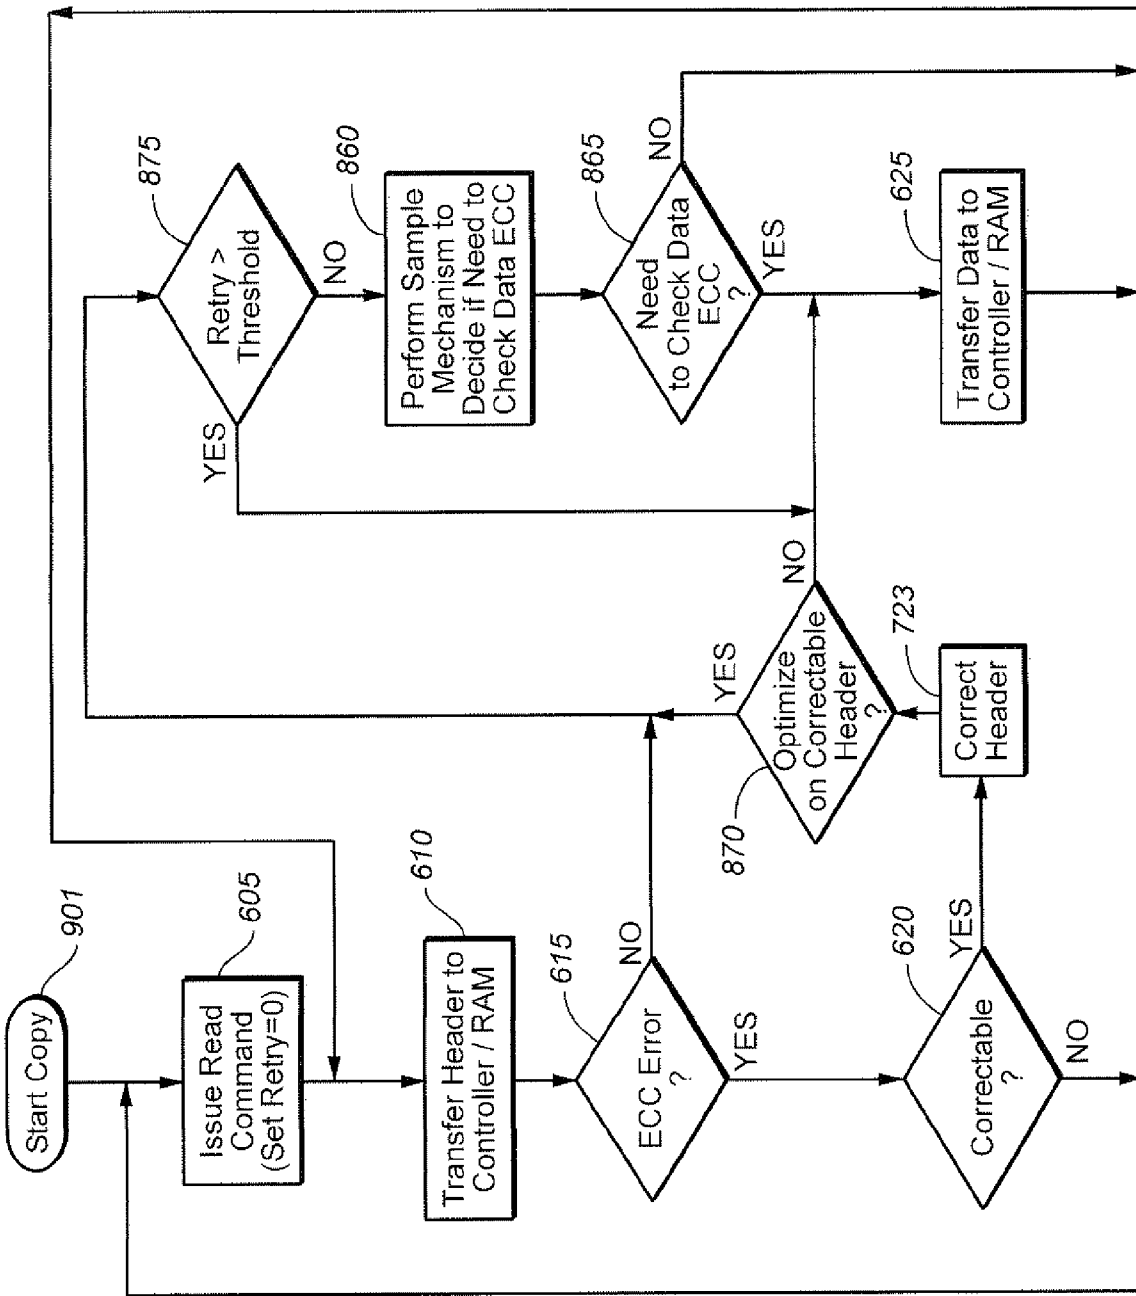 Start Copy
901
Issue Read
Command
(Set Retry=0)
605
Transfer Header to
Controller / RAM
610
ECC Error
?
615
NO
YES
Correctable
?
620
YES
NO
Correct
Header
723
Optimize
on Correctable
Header
?
870
YES
NO
Retry >
Threshold
875
YES
NO
Perform Sample
Mechanism to
Decide if Need to
Check Data ECC
860
Need
to Check Data
ECC
?
865
NO
YES
Transfer Data to
Controller / RAM
625